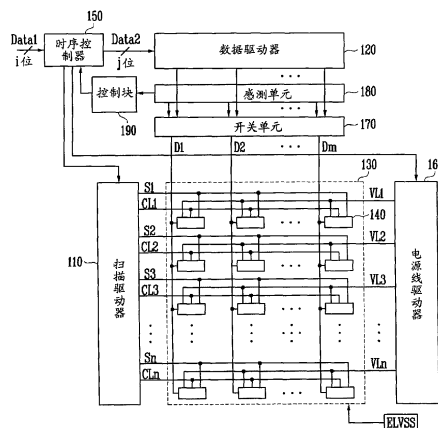 150
Data1
时序控
制器
Data2
i位
j位
数据驱动器
120
控制块
190
感测单元
180
开关单元
170
D1
D2
Dm
130
16
S1
CL1
VL1
140
S2
CL2
VL2
S3
CL3
VL3
110
扫描驱动器
电源线驱动器
Sn
CLn
VLn
ELVSS